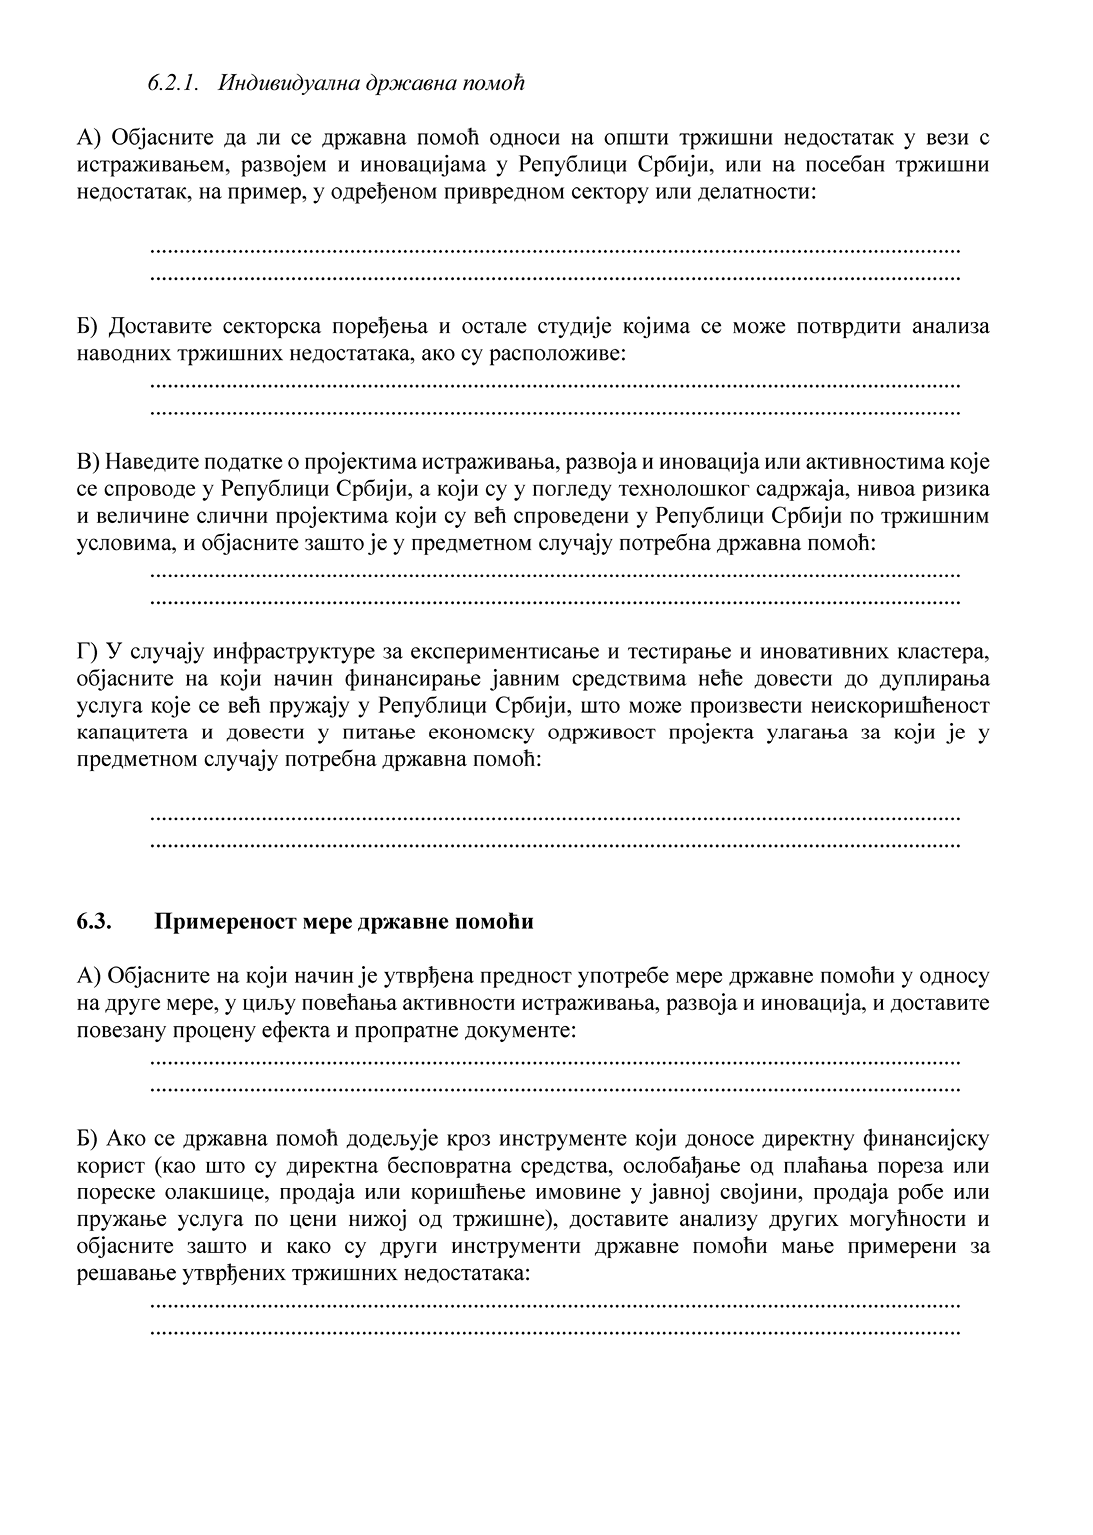 6.2.1. Индивидуална државна помоћ
А) Објасните да ли се државна помоћ односи на општи тржишни недостатак у вези с
истраживањем, развојем и иновацијама у Републици Србији, или на посебан тржишни
недостатак, на пример, у одређеном привредном сектору или делатности:
..........................................................................................................................................
..........................................................................................................................................
Б) Доставите секторска поређења и остале студије којима се може потврдити анализа
наводних тржишних недостатака, ако су расположиве:
..........................................................................................................................................
..........................................................................................................................................
В) Наведите податке о пројектима истраживања, развоја и иновација или активностима које
се спроводе у Републици Србији, а који су у погледу технолошког садржаја, нивоа ризика
и величине слични пројектима који су већ спроведени у Републици Србији по тржишним
условима, и објасните зашто је у предметном случају потребна државна помоћ:
..........................................................................................................................................
..........................................................................................................................................
Г) У случају инфраструктуре за експериментисање и тестирање и иновативних кластера,
објасните на који начин финансирање јавним средствима неће довести до дуплирања
услуга које се већ пружају у Републици Србији, што може произвести неискоришћеност
капацитета и довести у питање економску одрживост пројекта улагања за који је у
предметном случају потребна државна помоћ:
..........................................................................................................................................
..........................................................................................................................................
6.3. Примереност мере државне помоћи
А) Објасните на који начин је утврђена предност употребе мере државне помоћи у односу
на друге мере, у циљу повећања активности истраживања, развоја и иновација, и доставите
повезану процену ефекта и пропратне документе:
..........................................................................................................................................
..........................................................................................................................................
Б) Ако се државна помоћ додељује кроз инструменте који доносе директну финансијску
корист (као што су директна бесповратна средства, ослобађање од плаћања пореза или
пореске олакшице, продаја или коришћење имовине у јавној својини, продаја робе или
пружање услуга по цени нижој од тржишне), доставите анализу других могућности и
објасните зашто и како су други инструменти државне помоћи мање примерени за
решавање утврђених тржишних недостатака:
..........................................................................................................................................
..........................................................................................................................................